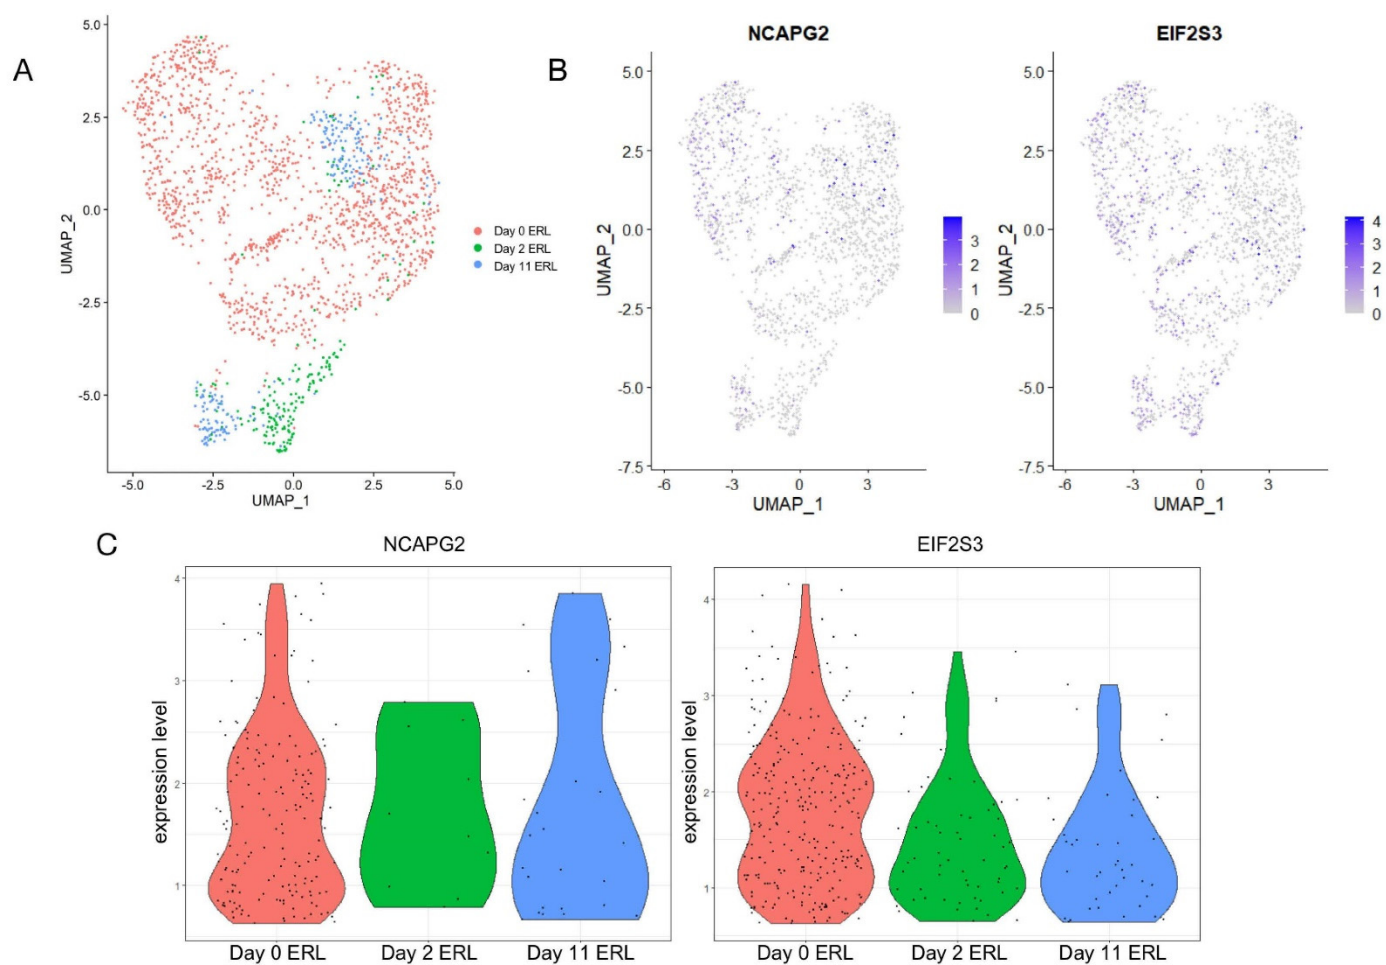 A
5.0
2.5
0.0
-2.5
-5.0
UMAP_2
-5.0 -2.5 0.0 2.5 5.0
UMAP_1
Day 0 ERL
Day 2 ERL
Day 11 ERL
B
NCAPG2
5.0
2.5
0.0
-2.5
-5.0
-7.5
UMAP_2
-6 -3 0 3
UMAP_1
3
2
1
0
EIF2S3
5.0
2.5
0.0
-2.5
-5.0
-7.5
UMAP_2
-6 -3 0 3
UMAP_1
4
3
2
1
0
C
NCAPG2
4
3
2
1
expression level
Day 0 ERL Day 2 ERL Day 11 ERL
EIF2S3
4
3
2
1
expression level
Day 0 ERL Day 2 ERL Day 11 ERL